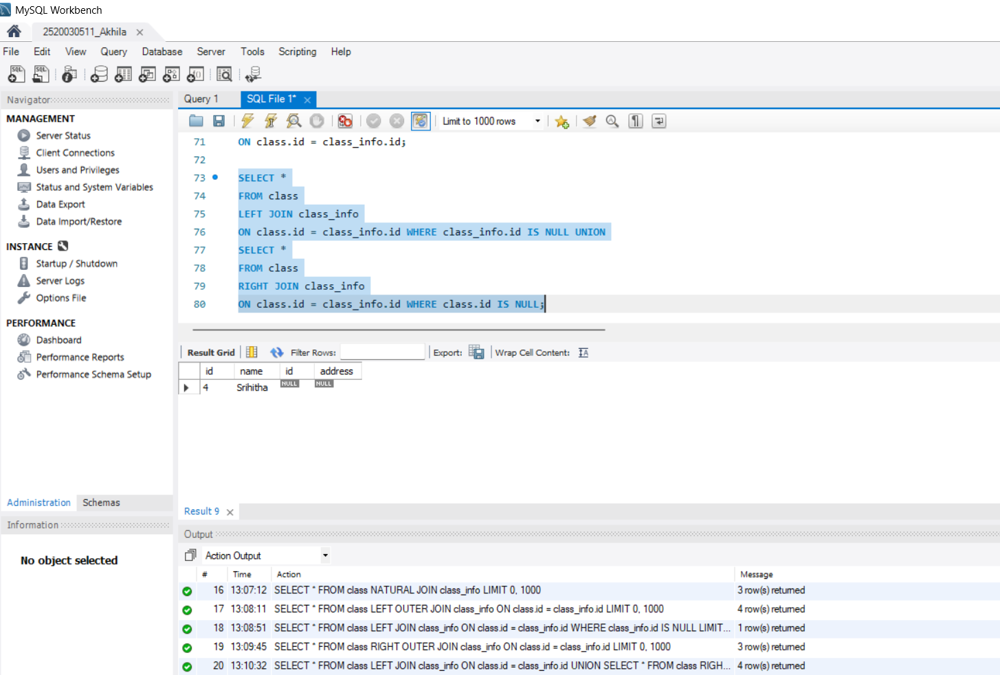 MySQL Workbench
2520030511_Akhila
File Edit View Query Database Server Tools Scripting Help
Navigator
MANAGEMENT
Server Status
Client Connections
Users and Privileges
Status and System Variables
Data Export
Data Import/Restore
INSTANCE
Startup / Shutdown
Server Logs
Options File
PERFORMANCE
Dashboard
Performance Reports
Performance Schema Setup
Administration Schemas
Information
No object selected
Query 1 SQL File 1*
Limit to 1000 rows
71 ON class.id = class_info.id;
72
73 SELECT *
74 FROM class
75 LEFT JOIN class_info
76 ON class.id = class_info.id WHERE class_info.id IS NULL UNION
77 SELECT *
78 FROM class
79 RIGHT JOIN class_info
80 ON class.id = class_info.id WHERE class.id IS NULL;
Result Grid Filter Rows: Export: Wrap Cell Content:
id name id address
4 Srihitha NULL NULL
Result 9
Output
Action Output
# Time Action Message
16 13:07:12 SELECT * FROM class NATURAL JOIN class_info LIMIT 0, 1000 3 row(s) returned
17 13:08:11 SELECT * FROM class LEFT OUTER JOIN class_info ON class.id = class_info.id LIMIT 0, 1000 4 row(s) returned
18 13:08:51 SELECT * FROM class LEFT JOIN class_info ON class.id = class_info.id WHERE class_info.id IS NULL LIMIT... 1 row(s) returned
19 13:09:45 SELECT * FROM class RIGHT OUTER JOIN class_info ON class.id = class_info.id LIMIT 0, 1000 3 row(s) returned
20 13:10:32 SELECT * FROM class LEFT JOIN class_info ON class.id = class_info.id UNION SELECT * FROM class RIGH... 4 row(s) returned